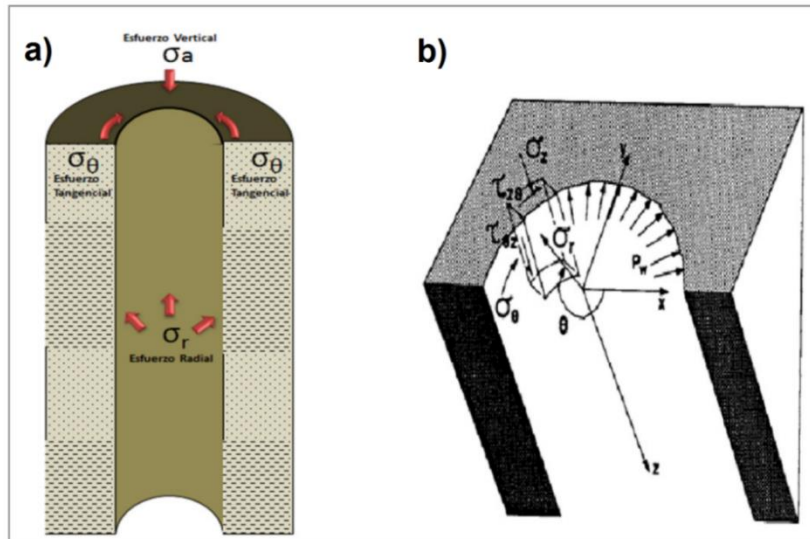 a)
Esfuerzo Vertical
σa
σθ
Esfuerzo
Tangencial
σθ
Esfuerzo
Tangencial
σr
Esfuerzo Radial
b)
σz
y
τzθ
τθz
σr
Pw
σθ
θ
x
z